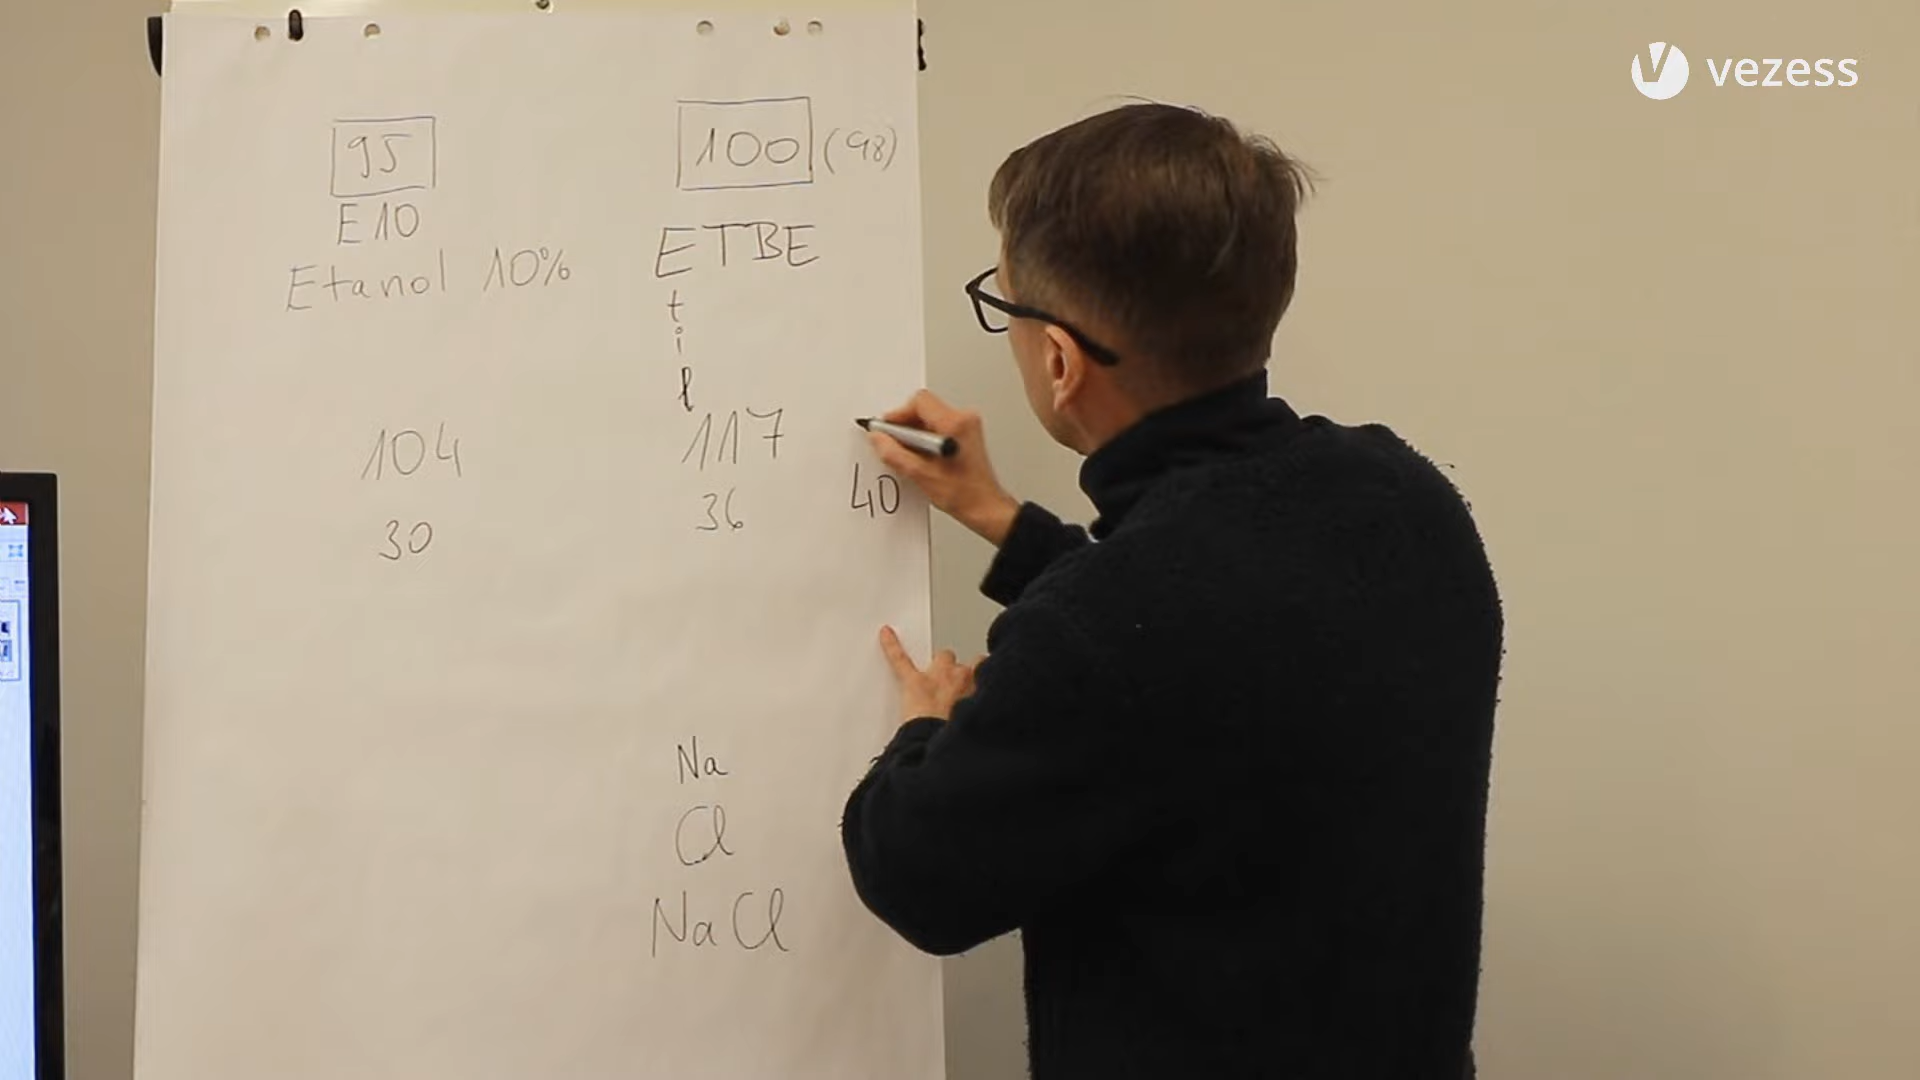 vezess
95
100 (98)
E10
ETBE
Etanol 10%
t
i
l
104
117
30
36
40
Na
Cl
NaCl